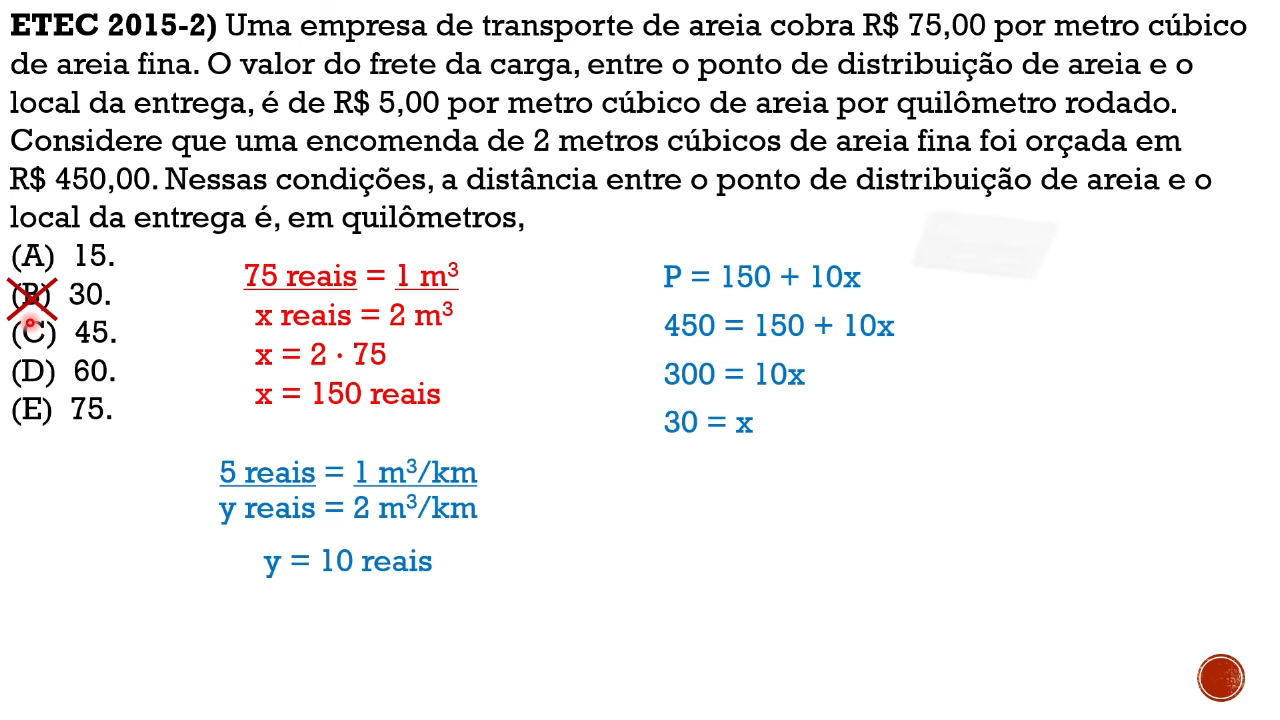 ETEC 2015-2) Uma empresa de transporte de areia cobra R$ 75,00 por metro cúbico
de areia fina. O valor do frete da carga, entre o ponto de distribuição de areia e o
local da entrega, é de R$ 5,00 por metro cúbico de areia por quilômetro rodado.
Considere que uma encomenda de 2 metros cúbicos de areia fina foi orçada em
R$ 450,00. Nessas condições, a distância entre o ponto de distribuição de areia e o
local da entrega é, em quilômetros,
(A) 15.
(B) 30.
(C) 45.
(D) 60.
(E) 75.
75 reais = 1 m³
x reais = 2 m³
x = 2 · 75
x = 150 reais
5 reais = 1 m³/km
y reais = 2 m³/km
y = 10 reais
P = 150 + 10x
450 = 150 + 10x
300 = 10x
30 = x